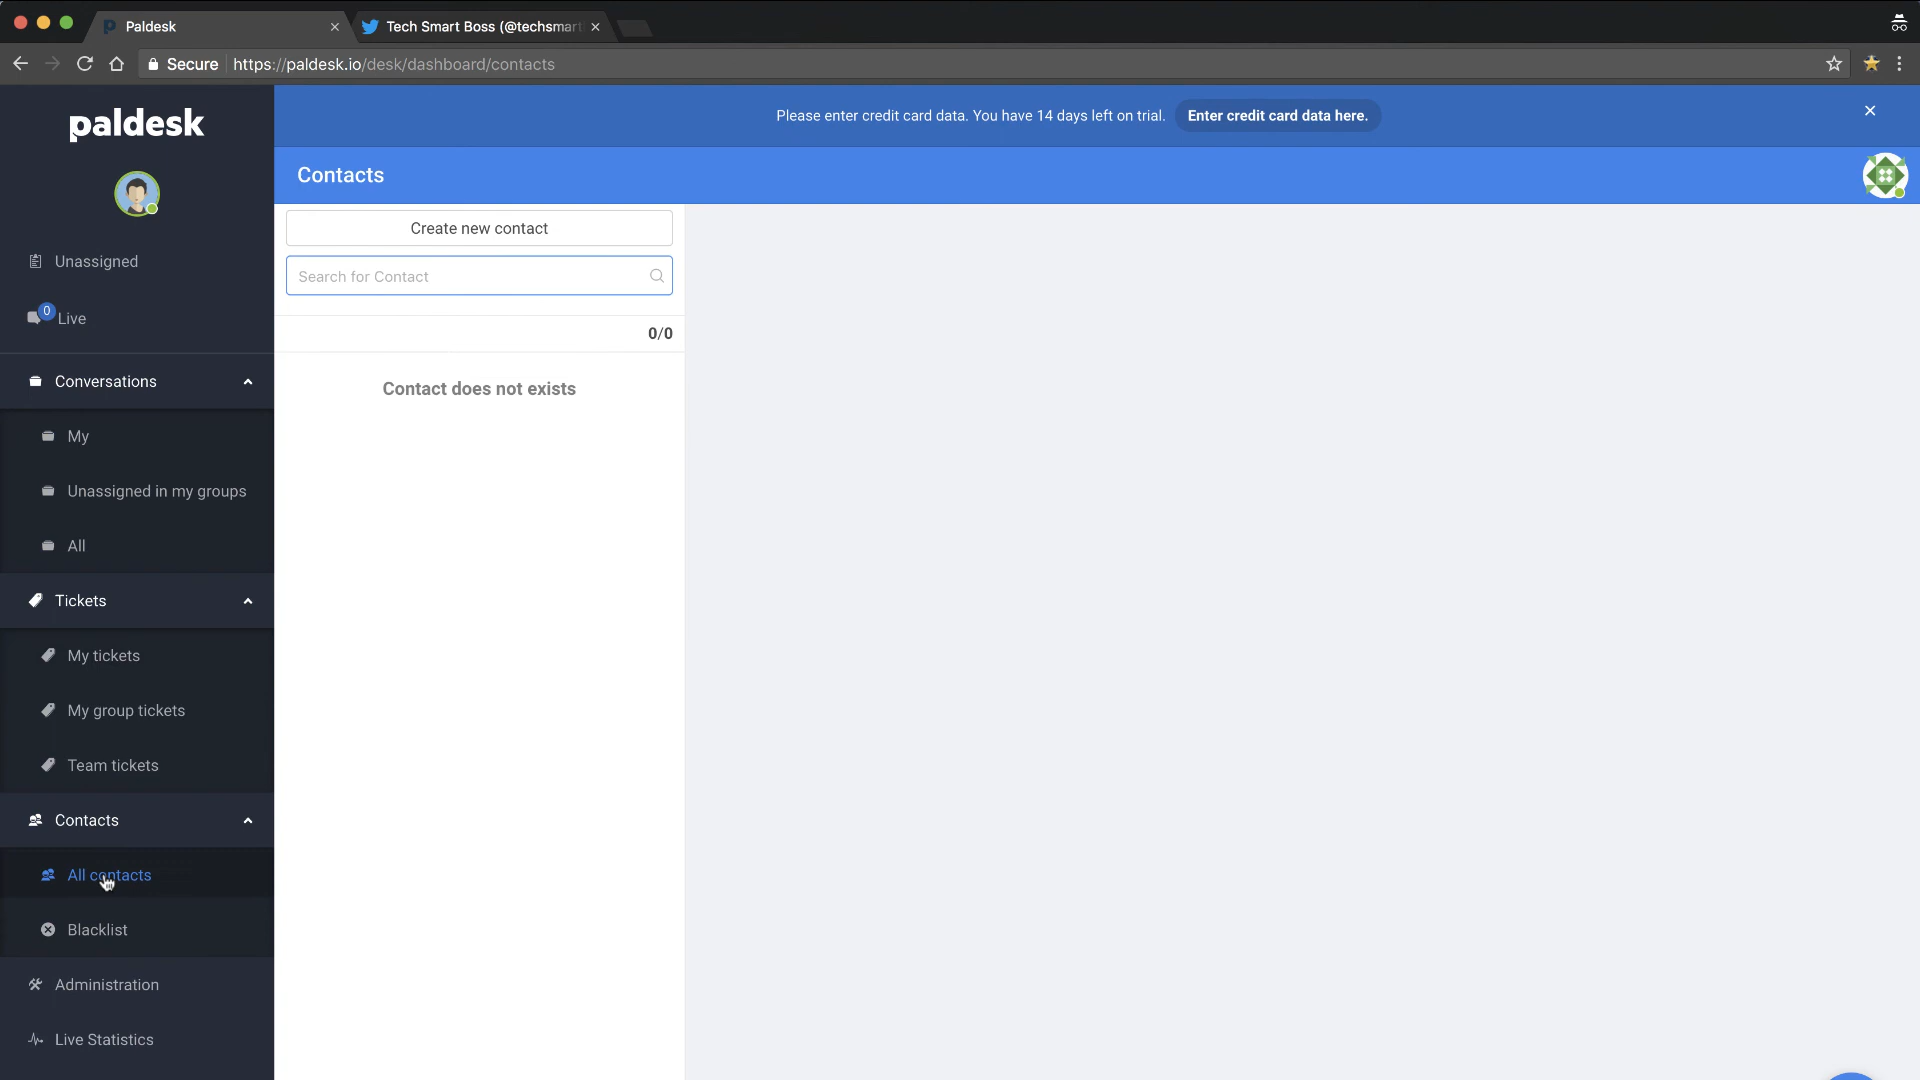 Paldesk
Tech Smart Boss (@techsmart
Secure
https://paldesk.io/desk/dashboard/contacts
paldesk
Please enter credit card data. You have 14 days left on trial.
Enter credit card data here.
Contacts
Create new contact
Search for Contact
0/0
Contact does not exists
Unassigned
0
Live
Conversations
My
Unassigned in my groups
All
Tickets
My tickets
My group tickets
Team tickets
Contacts
All contacts
Blacklist
Administration
Live Statistics